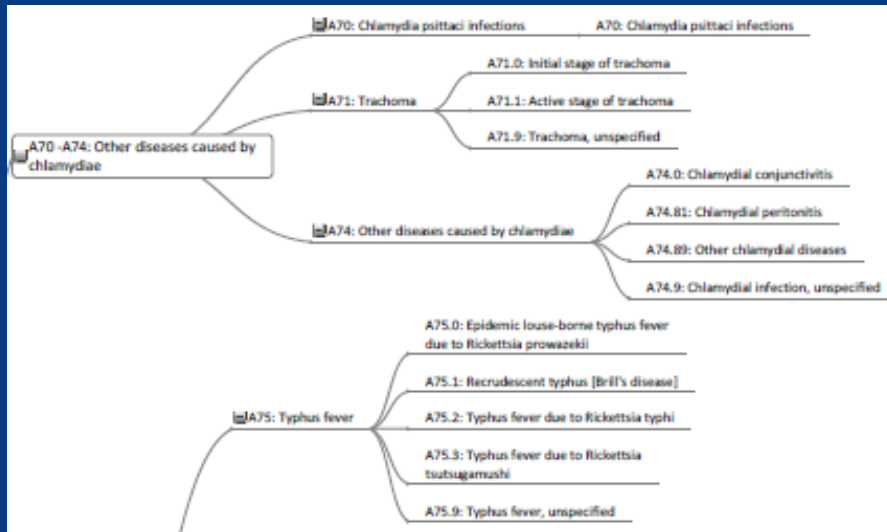 A70: Chlamydia psittaci infections
A70: Chlamydia psittaci infections
A71.0: Initial stage of trachoma
A71: Trachoma
A71.1: Active stage of trachoma
A71.9: Trachoma, unspecified
A70 -A74: Other diseases caused by
chlamydiae
A74.0: Chlamydial conjunctivitis
A74.81: Chlamydial peritonitis
A74: Other diseases caused by chlamydiae
A74.89: Other chlamydial diseases
A74.9: Chlamydial infection, unspecified
A75.0: Epidemic louse-borne typhus fever
due to Rickettsia prowazekii
A75.1: Recrudescent typhus [Brill's disease]
A75: Typhus fever
A75.2: Typhus fever due to Rickettsia typhi
A75.3: Typhus fever due to Rickettsia
tsutsugamushi
A75.9: Typhus fever, unspecified